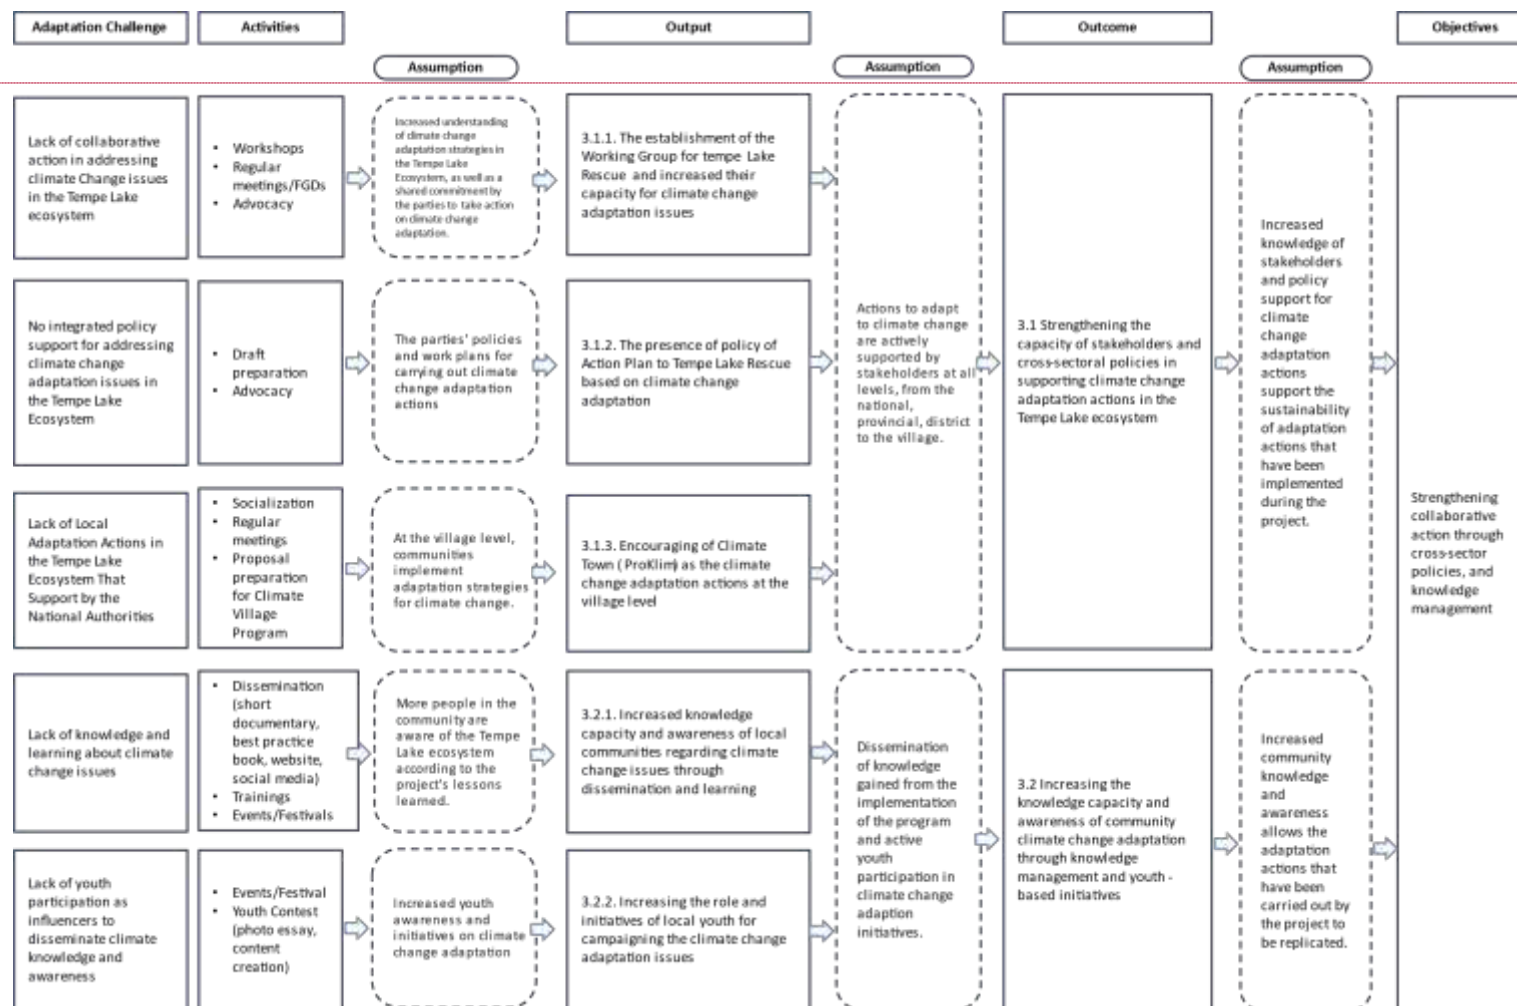 Adaptation Challenge
Activities
Output
Outcome
Objectives
Assumption
Assumption
Assumption
Lack of collaborative
action in addressing
climate Change issues
in the Tempe Lake
ecosystem
• Workshops
• Regular
meetings/FGDs
• Advocacy
Increased understanding
of climate change
adaptation strategies in
the Tempe Lake
Ecosystem, as well as a
shared commitment by
the parties to take action
on climate change
adaptation.
3.1.1. The establishment of the
Working Group for tempe Lake
Rescue and increased their
capacity for climate change
adaptation issues
No integrated policy
support for addressing
climate change
adaptation issues in
the Tempe Lake
Ecosystem
• Draft
preparation
• Advocacy
The parties' policies
and work plans for
carrying out climate
change adaptation
actions
3.1.2. The presence of policy of
Action Plan to Tempe Lake Rescue
based on climate change
adaptation
Lack of Local
Adaptation Actions in
the Tempe Lake
Ecosystem That
Support by the
National Authorities
• Socialization
• Regular
meetings
• Proposal
preparation
for Climate
Village
Program
At the village level,
communities
implement
adaptation strategies
for climate change.
3.1.3. Encouraging of Climate
Town ( ProKlim) as the climate
change adaptation actions at the
village level
Actions to adapt
to climate change
are actively
supported by
stakeholders at all
levels, from the
national,
provincial, district
to the village.
3.1 Strengthening the
capacity of stakeholders and
cross-sectoral policies in
supporting climate change
adaptation actions in the
Tempe Lake ecosystem
Increased
knowledge of
stakeholders
and policy
support for
climate
change
adaptation
actions
support the
sustainability
of adaptation
actions that
have been
implemented
during the
project.
Strengthening
collaborative
action through
cross-sector
policies, and
knowledge
management
Lack of knowledge and
learning about climate
change issues
• Dissemination
(short
documentary,
best practice
book, website,
social media)
• Trainings
• Events/Festivals
More people in the
community are
aware of the Tempe
Lake ecosystem
according to the
project's lessons
learned.
3.2.1. Increased knowledge
capacity and awareness of local
communities regarding climate
change issues through
dissemination and learning
Lack of youth
participation as
influencers to
disseminate climate
knowledge and
awareness
• Events/Festival
• Youth Contest
(photo essay,
content
creation)
Increased youth
awareness and
initiatives on climate
change adaptation
3.2.2. Increasing the role and
initiatives of local youth for
campaigning the climate change
adaptation issues
Dissemination
of knowledge
gained from the
implementation
of the program
and active
youth
participation in
climate change
adaption
initiatives.
3.2 Increasing the
knowledge capacity and
awareness of community
climate change adaptation
through knowledge
management and youth -
based initiatives
Increased
community
knowledge
and
awareness
allows the
adaptation
actions that
have been
carried out by
the project to
be replicated.